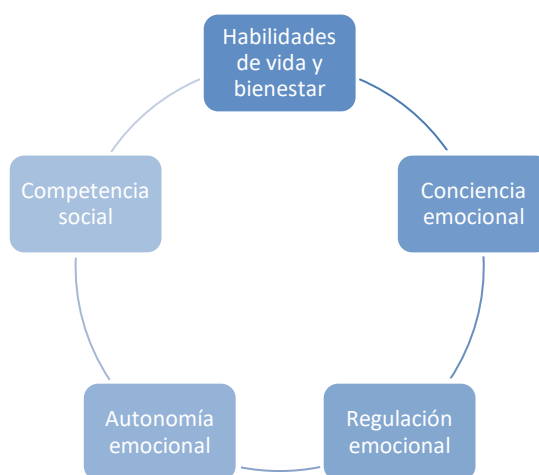 Habilidades
de vida y
bienestar
Conciencia
emocional
Regulación
emocional
Autonomía
emocional
Competencia
social